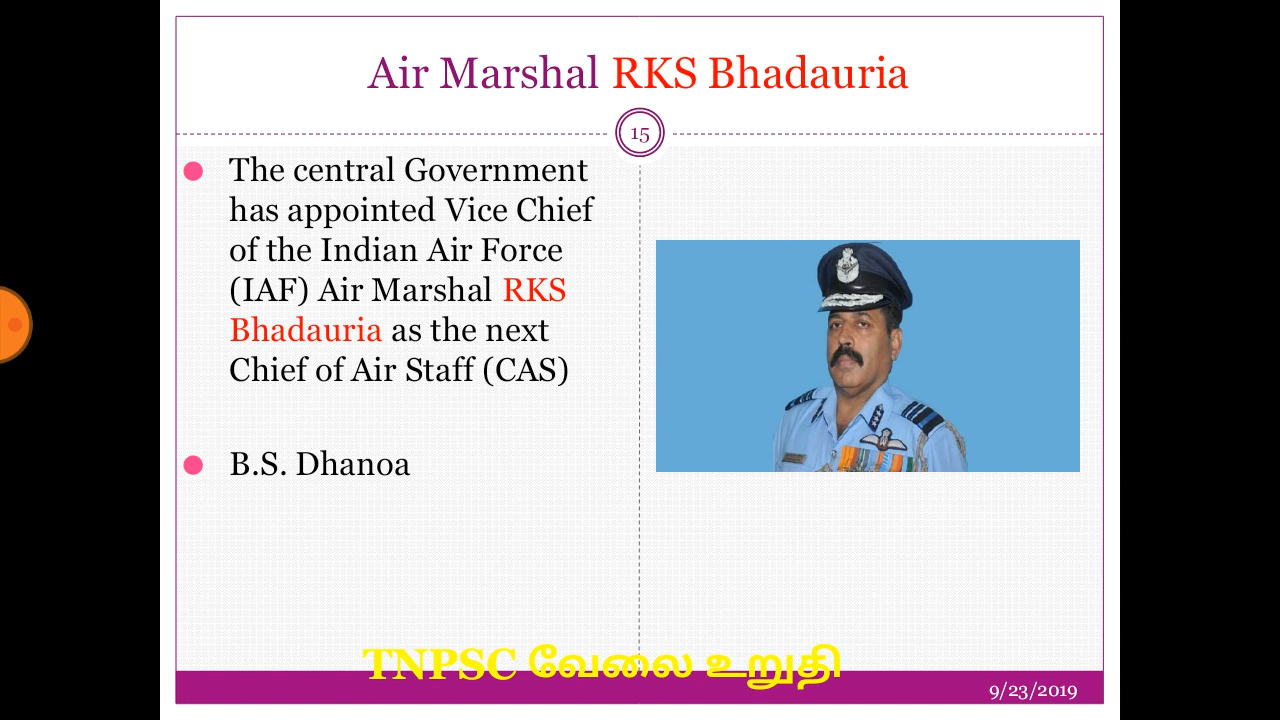 Air Marshal RKS Bhadauria
15
The central Government
has appointed Vice Chief
of the Indian Air Force
(IAF) Air Marshal RKS
Bhadauria as the next
Chief of Air Staff (CAS)
B.S. Dhanoa
TNPSC வேலை உறுதி
9/23/2019